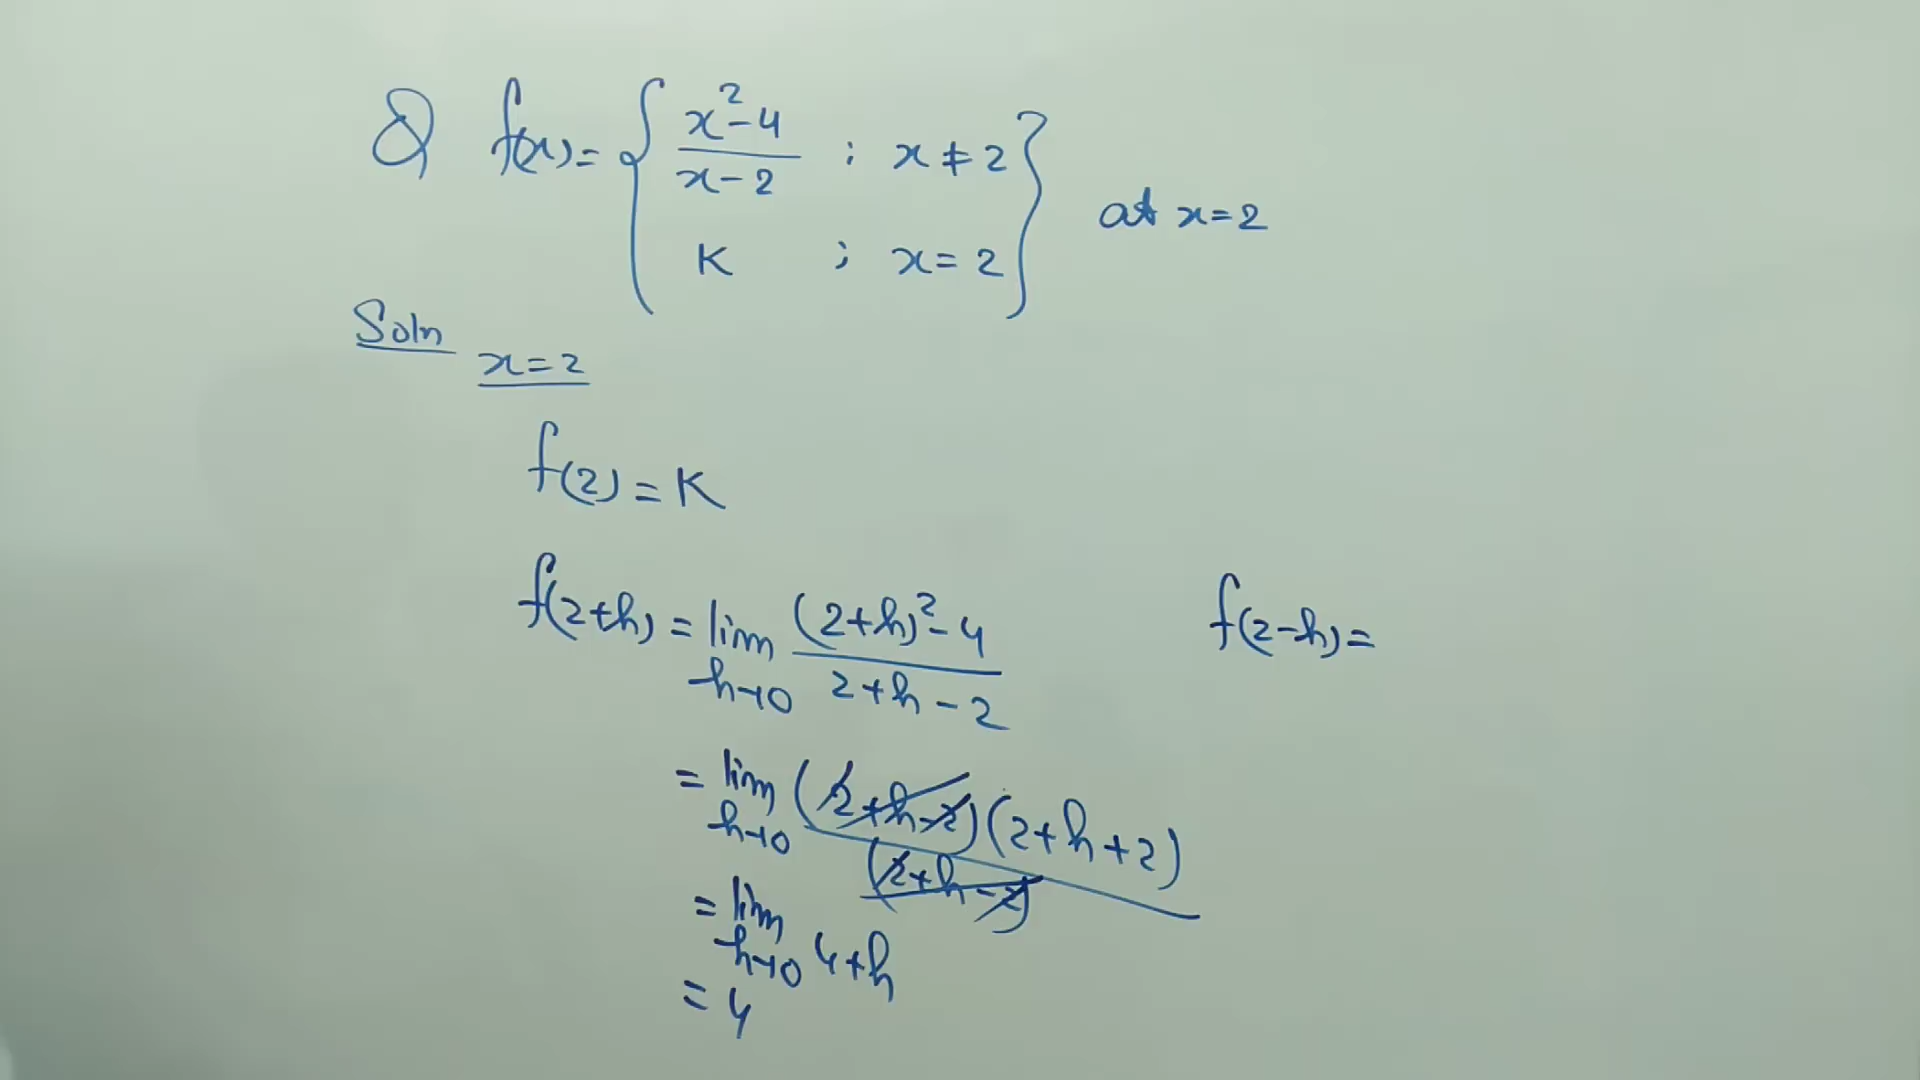 Q f(x) = { x²-4 / x-2 ; x ≠ 2
K ; x = 2 } at x = 2
Soln
x = 2
f(2) = K
f(2+h) = lim h→0 (2+h)²-4 / 2+h-2
f(2-h) =
= lim h→0 (2+h-2)(2+h+2) / (2+h-2)
= lim h→0 4+h
= 4